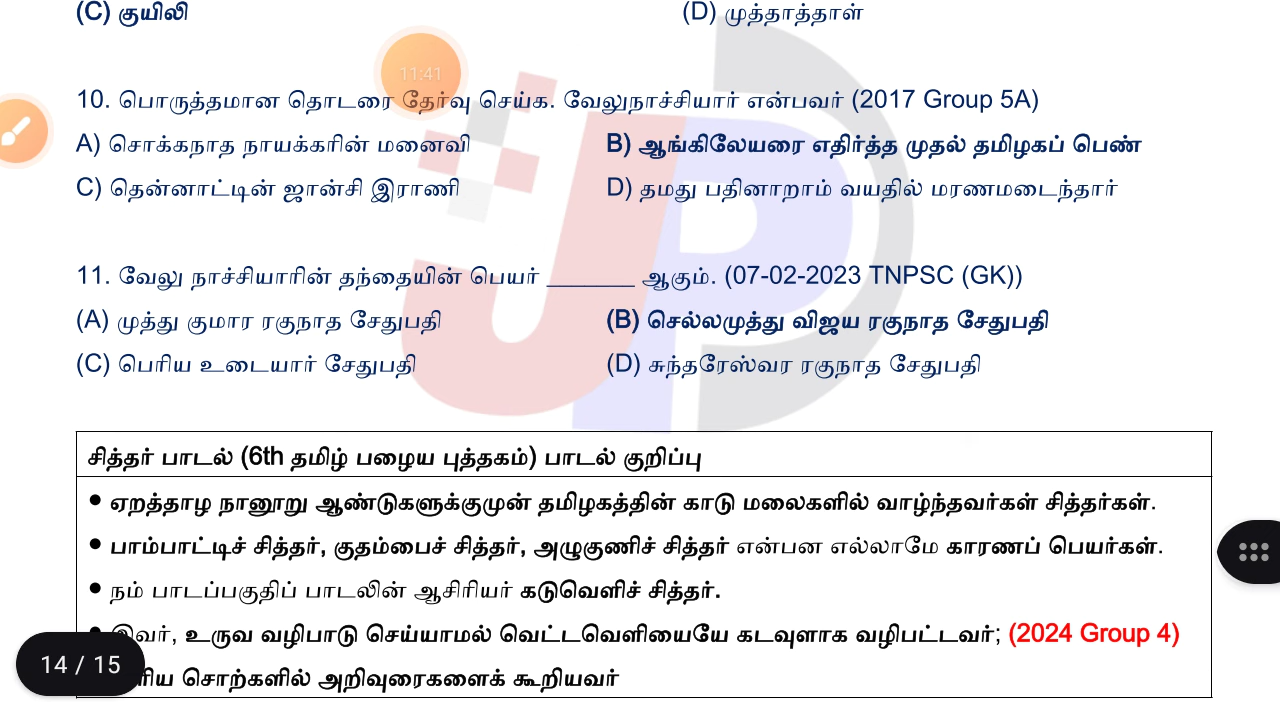 (C) குயிலி (D) முத்தாத்தாள்
11:41
10. பொருத்தமான தொடரை தேர்வு செய்க. வேலுநாச்சியார் என்பவர் (2017 Group 5A)
A) சொக்கநாத நாயக்கரின் மனைவி B) ஆங்கிலேயரை எதிர்த்த முதல் தமிழகப் பெண்
C) தென்னாட்டின் ஜான்சி இராணி D) தமது பதினாறாம் வயதில் மரணமடைந்தார்
11. வேலு நாச்சியாரின் தந்தையின் பெயர் _______ ஆகும். (07-02-2023 TNPSC (GK))
(A) முத்து குமார ரகுநாத சேதுபதி (B) செல்லமுத்து விஜய ரகுநாத சேதுபதி
(C) பெரிய உடையார் சேதுபதி (D) சுந்தரேஸ்வர ரகுநாத சேதுபதி
சித்தர் பாடல் (6th தமிழ் பழைய புத்தகம்) பாடல் குறிப்பு
● ஏறத்தாழ நானூறு ஆண்டுகளுக்குமுன் தமிழகத்தின் காடு மலைகளில் வாழ்ந்தவர்கள் சித்தர்கள்.
● பாம்பாட்டிச் சித்தர், குதம்பைச் சித்தர், அழுகுணிச் சித்தர் என்பன எல்லாமே காரணப் பெயர்கள்.
● நம் பாடப்பகுதிப் பாடலின் ஆசிரியர் கடுவெளிச் சித்தர்.
● இவர், உருவ வழிபாடு செய்யாமல் வெட்டவெளியையே கடவுளாக வழிபட்டவர்; (2024 Group 4)
சொற்களில் அறிவுரைகளைக் கூறியவர்
14 / 15